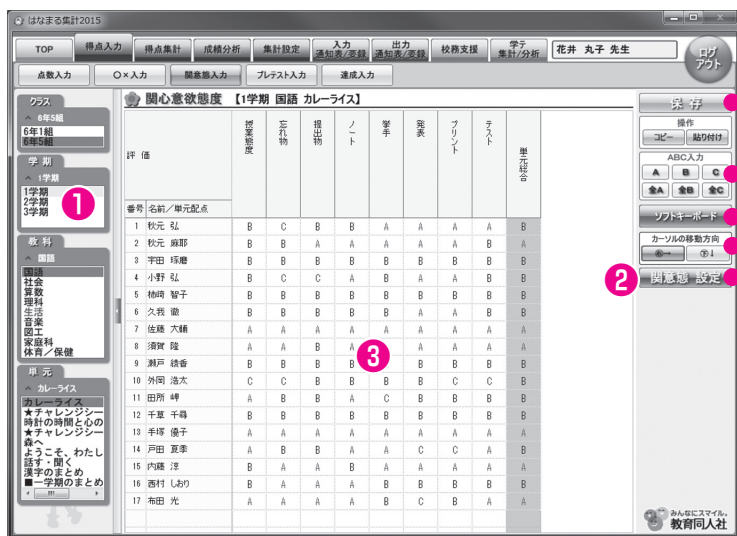 はなまる集計2015
TOP 得点入力 得点集計 成績分析 集計設定 入力 通知表/要録 出力 通知表/要録 校務支援 学テ 集計/分析 花井 丸子 先生 ログアウト
点数入力 ○×入力 関意態入力 プレテスト入力 達成入力
クラス
6年5組
6年1組
6年5組
学期
1学期
1学期
2学期
3学期
1
教科
国語
国語
社会
算数
理科
生活
音楽
図工
家庭科
体育/保健
単元
カレーライス
カレーライス
★チャレンジシー
時計の時間と心の
★チャレンジシー
森へ
ようこそ、わたし
話す・聞く
漢字のまとめ
■一学期のまとめ
関心意欲態度 【1学期 国語 カレーライス】
評 価 授業態度 忘れ物 提出物 ノート 挙手 発表 プリント テスト 単元総合
番号 名前/単元配点
1 秋元 弘 B C B B A A A A B
2 秋元 麻耶 B B A A A A A B A
3 宇田 琢磨 B B B B B B B B B
4 小野 弘 B C C A B A A B B
5 柿崎 智子 B B B B B B B B B
6 久我 徹 B B B B B A A B B
7 佐藤 大輔 A A A A A A A A A
8 須賀 隆 A A B A A A A A
9 瀬戸 綾香 B B B B B B B B
3
10 外岡 浩太 C C B B B B C C B
11 田所 岬 A B B A C B B B B
12 千草 千尋 B B B B B B B B B
13 手塚 優子 A A A A A A A A A
14 戸田 夏季 A B B A A C C A B
15 内藤 淳 B A A B A A A A A
16 西村 しおり B A A A B B B B B
17 布田 光 A A A A B C B A A
保存
操作
コピー 貼り付け
ABC入力
A B C
全A 全B 全C
ソフトキーボード
カーソルの移動方向
㋴→ ㋟↓
2
関意態 設定
みんなにスマイル。
教育同人社